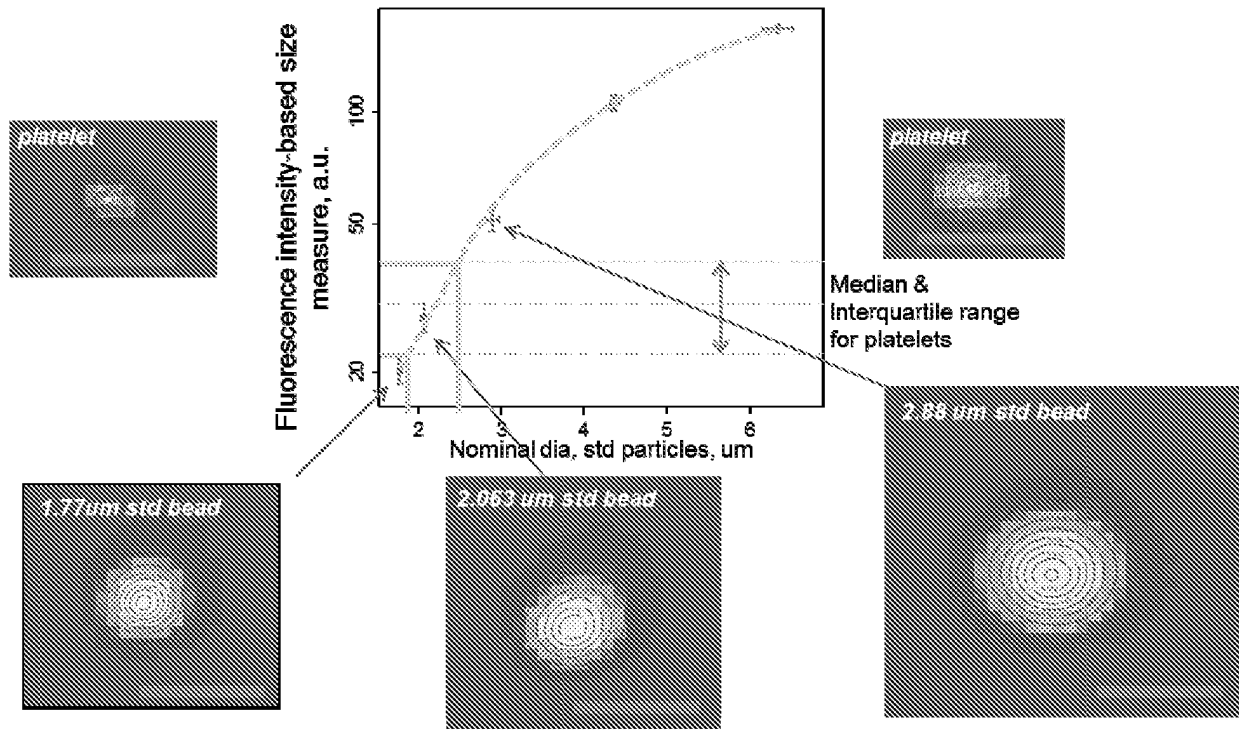 Fluorescence intensity-based size
measure, a.u.
100
50
20
2 3 4 5 6
Nominal dia, std particles, um
platelet
platelet
Median &
Interquartile range
for platelets
1.77um std bead
2.063 um std bead
2.88 um std bead